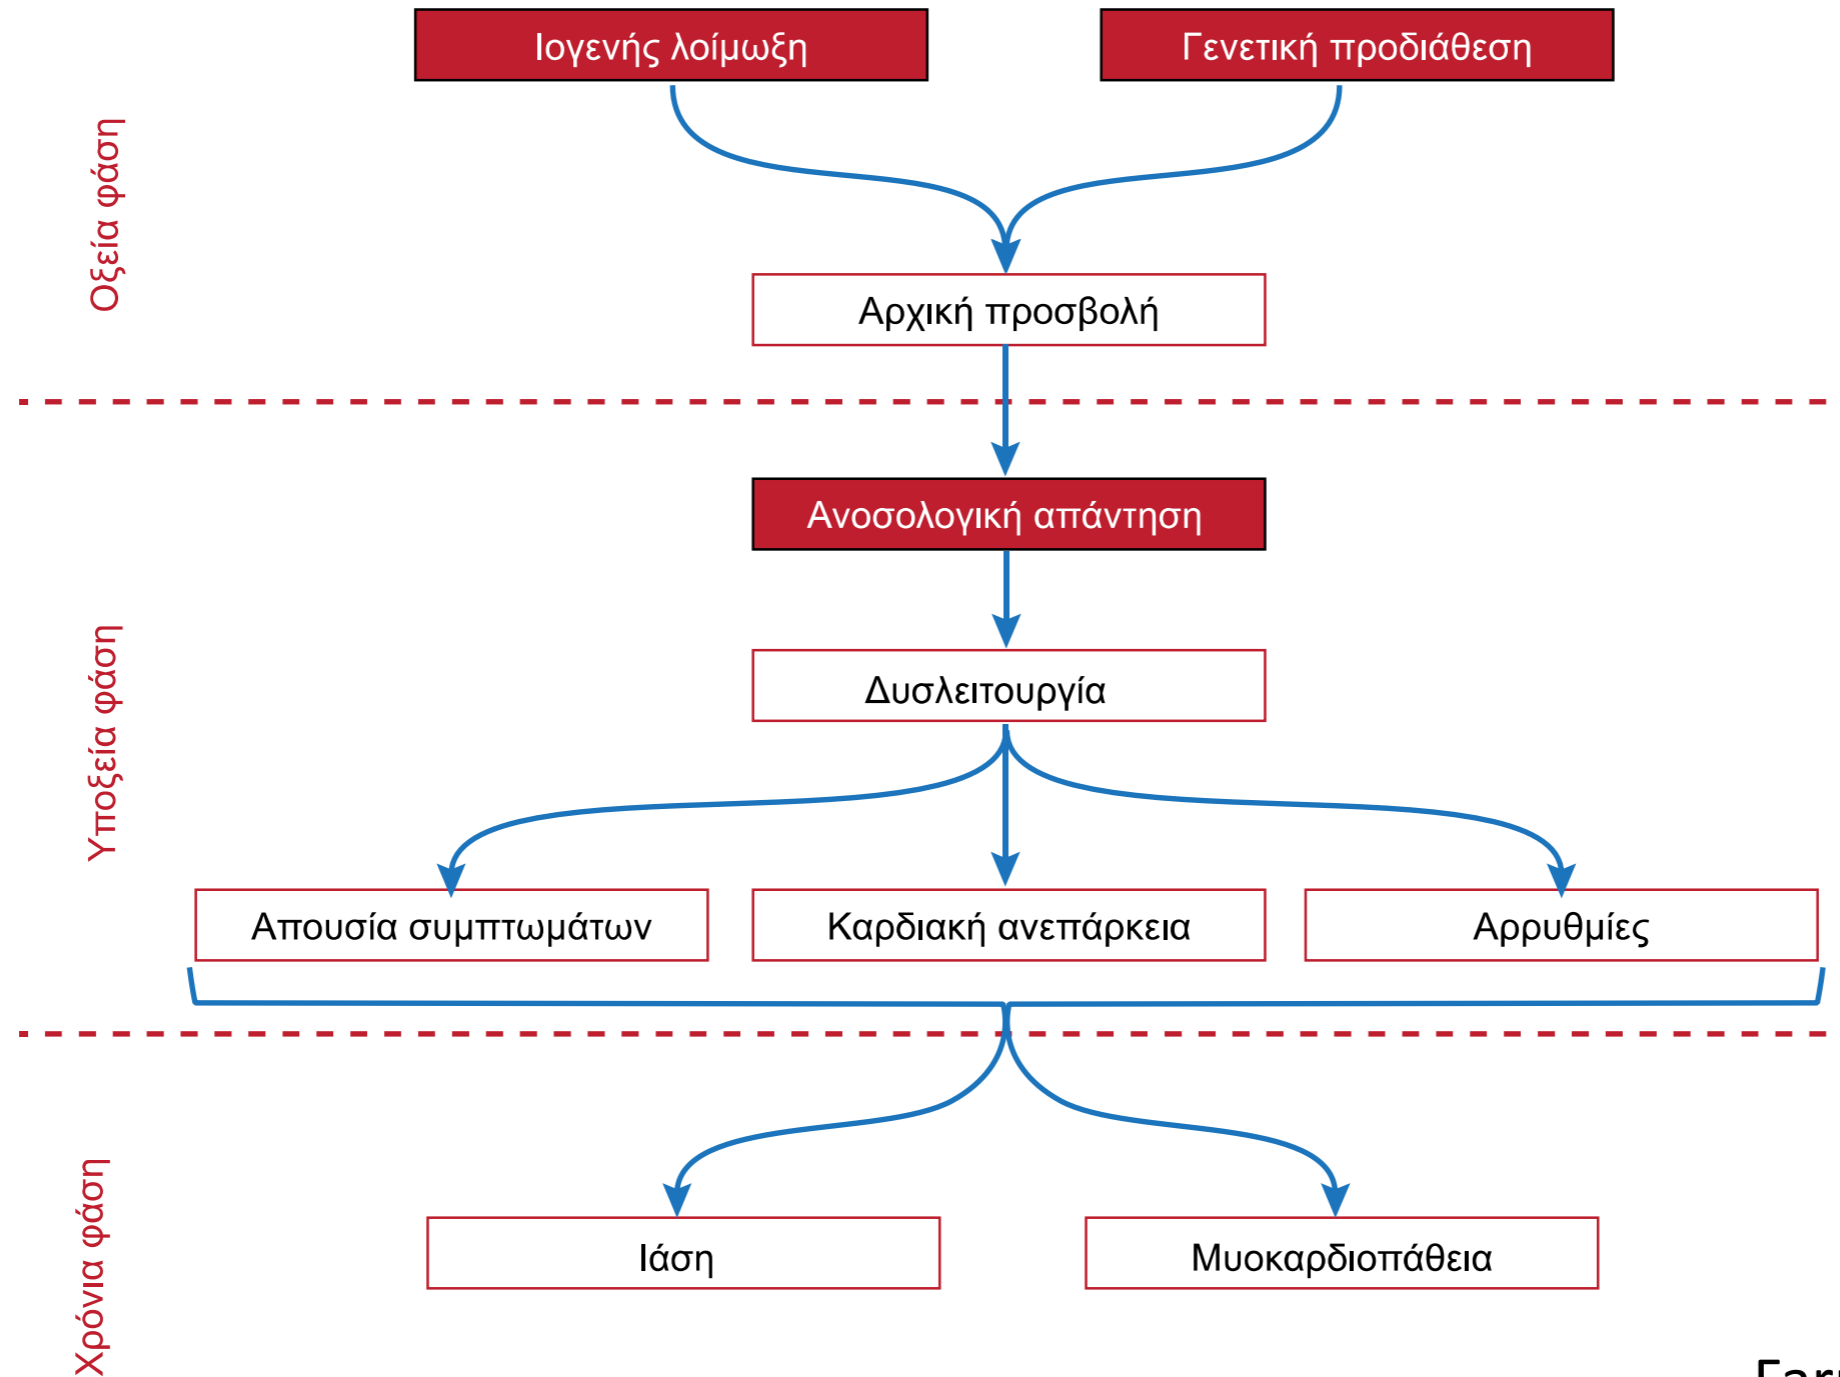 Ιογενής λοίμωξη
Γενετική προδιάθεση
Οξεία φάση
Αρχική προσβολή
Ανοσολογική απάντηση
Υποξεία φάση
Δυσλειτουργία
Απουσία συμπτωμάτων
Καρδιακή ανεπάρκεια
Αρρυθμίες
Χρόνια φάση
Ιάση
Μυοκαρδιοπάθεια